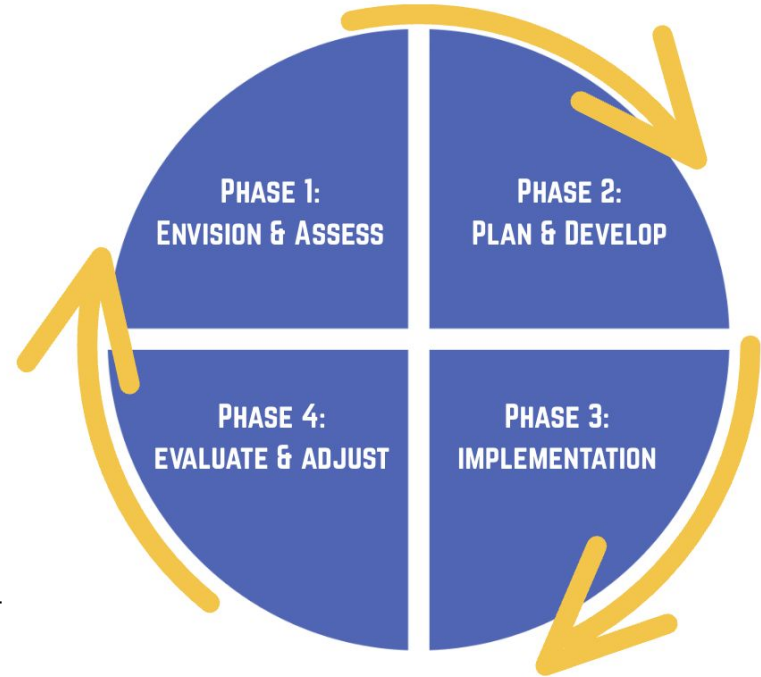 Phase 1:
Envision & Assess
Phase 2:
Plan & Develop
Phase 4:
evaluate & adjust
Phase 3:
implementation